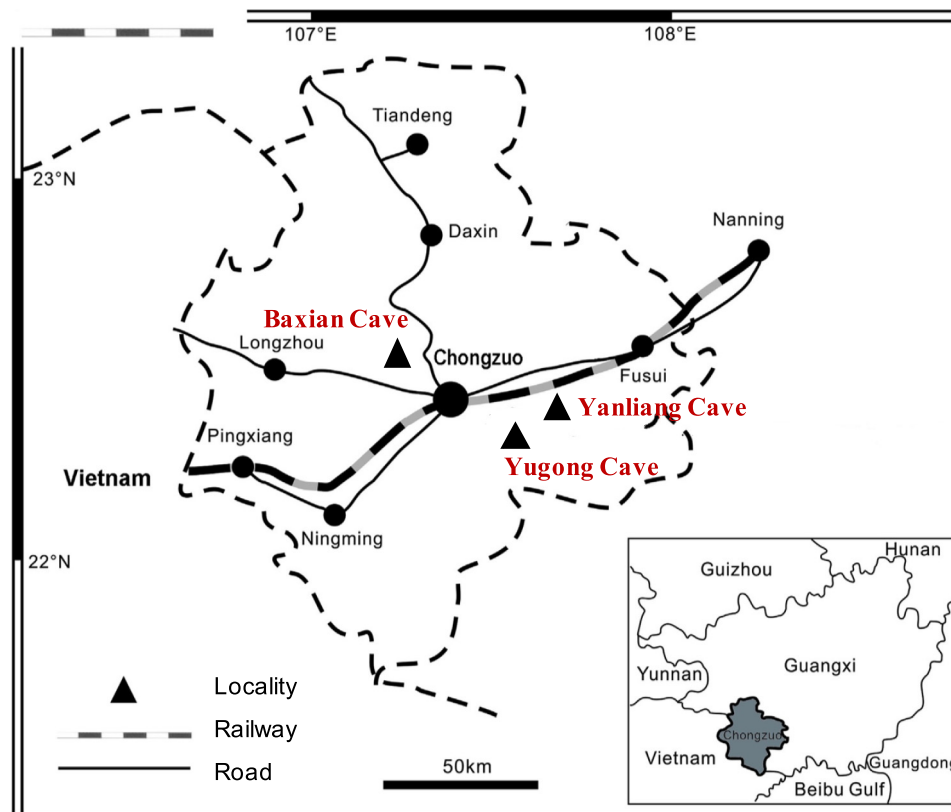 107°E
108°E
Tiandeng
23°N
Nanning
Daxin
Baxian Cave
Longzhou
Chongzuo
Fusui
Yanliang Cave
Pingxiang
Yugong Cave
Vietnam
Ningming
22°N
Hunan
Guizhou
Guangxi
Yunnan
Locality
Railway
Chongzuo
Vietnam
Guangdong
Road
50km
Beibu Gulf